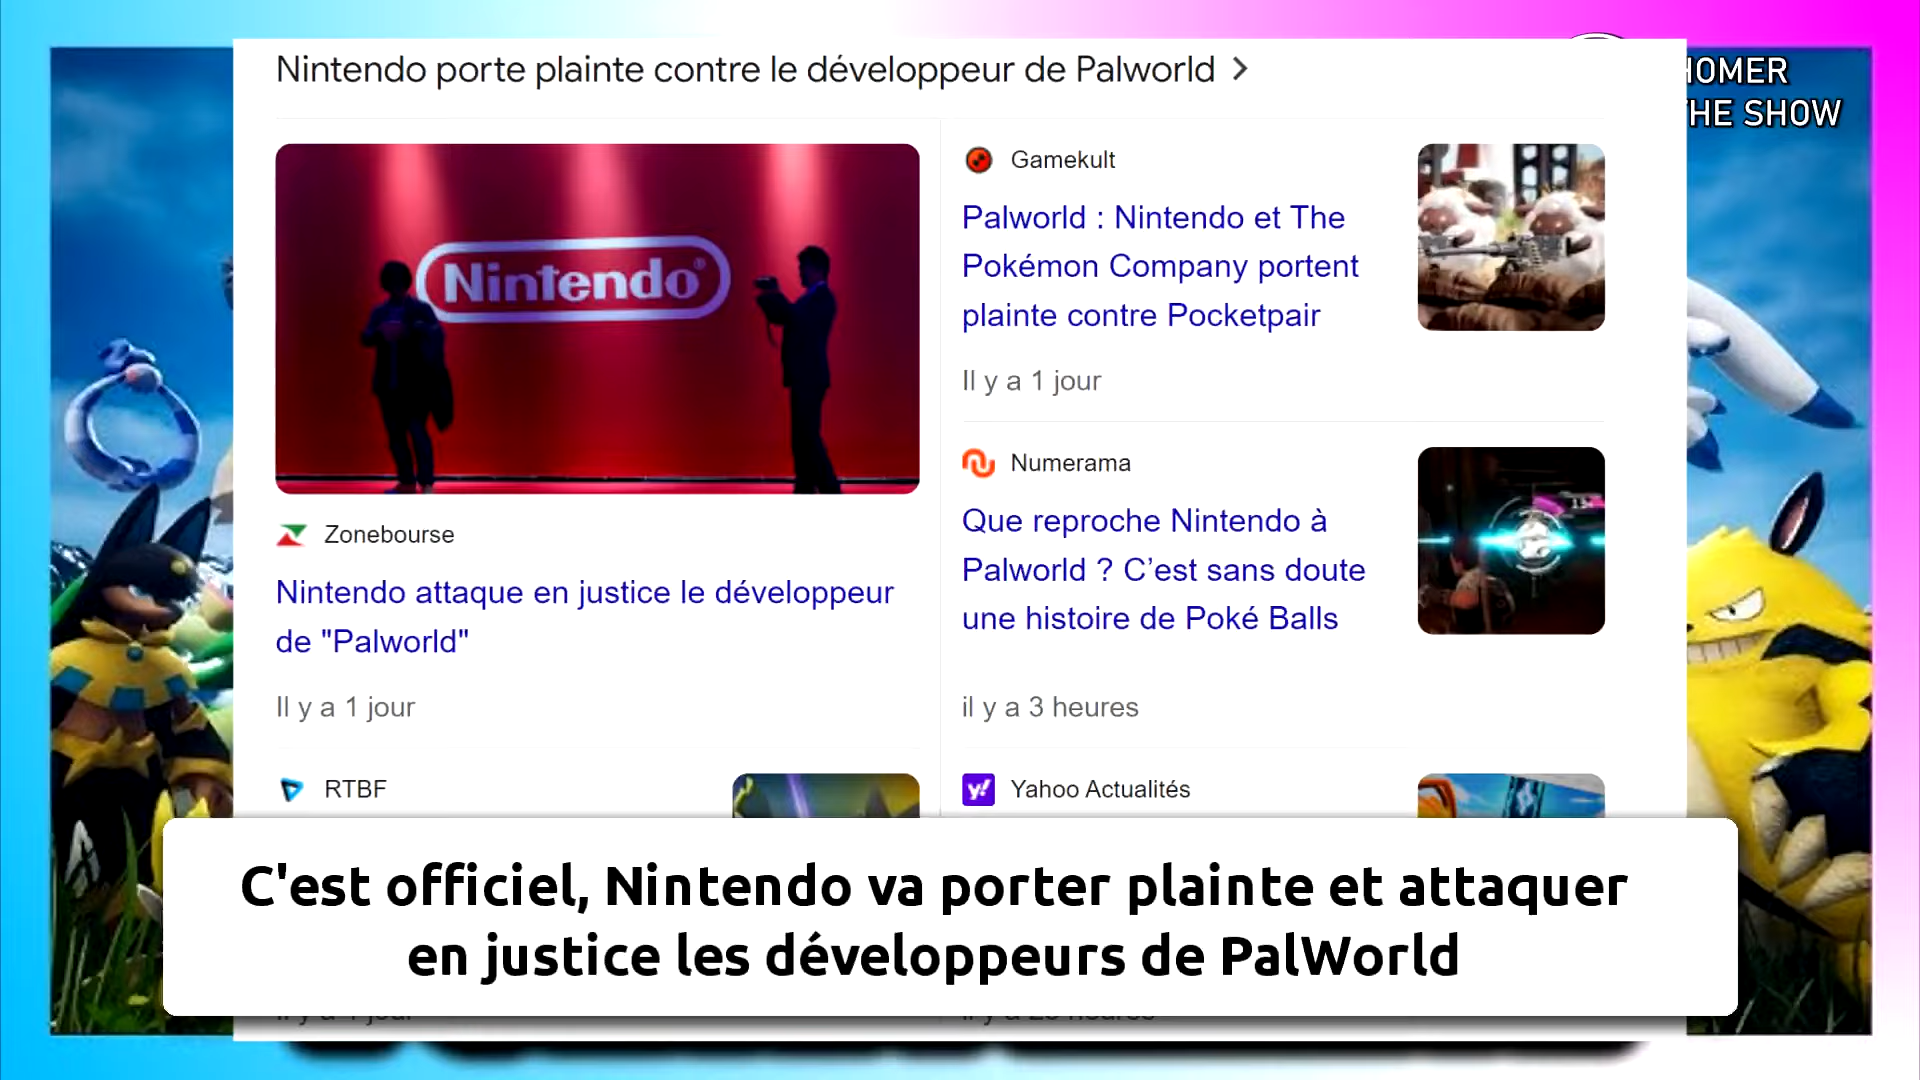 Nintendo porte plainte contre le développeur de Palworld >
HOMER
THE SHOW
Nintendo®
Zonebourse
Nintendo attaque en justice le développeur
de "Palworld"
Il y a 1 jour
RTBF
Gamekult
Palworld : Nintendo et The
Pokémon Company portent
plainte contre Pocketpair
Il y a 1 jour
Numerama
Que reproche Nintendo à
Palworld ? C’est sans doute
une histoire de Poké Balls
il y a 3 heures
y!
Yahoo Actualités
C'est officiel, Nintendo va porter plainte et attaquer
en justice les développeurs de PalWorld